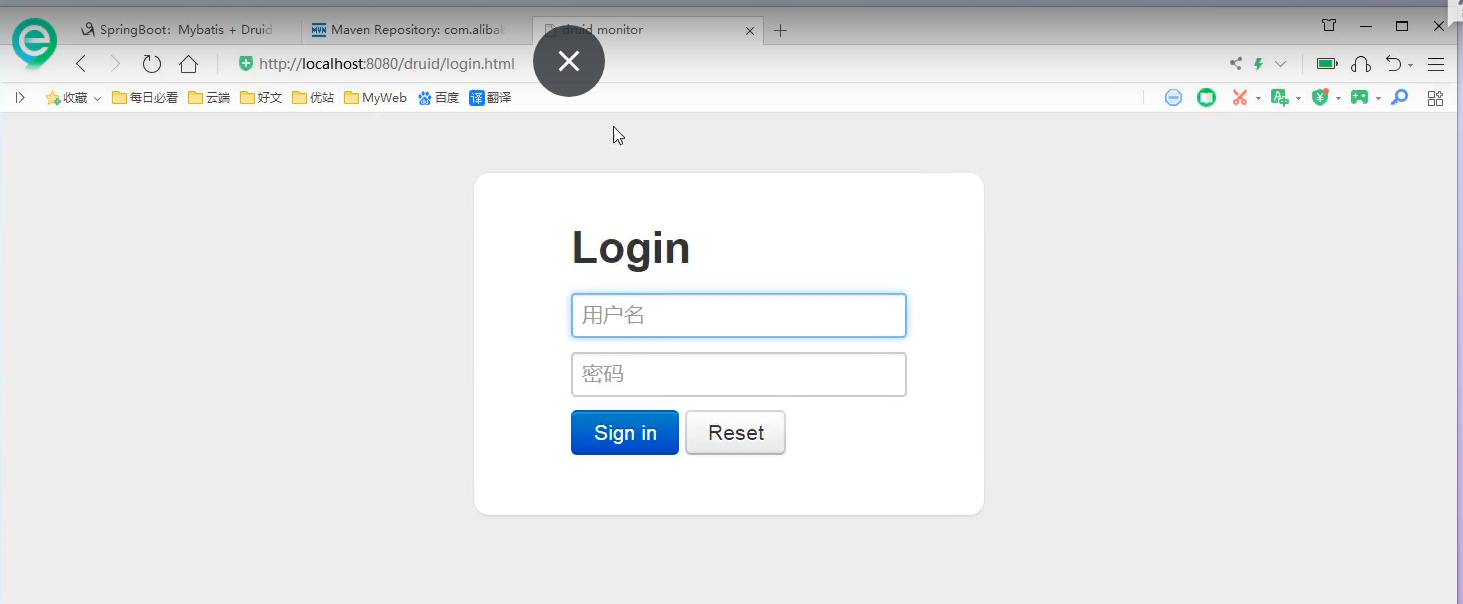 SpringBoot: Mybatis + Druid
Maven Repository: com.alibab
druid monitor
http://localhost:8080/druid/login.html
收藏 每日必看 云端 好文 优站 MyWeb 百度 译 翻译
Login
用户名
密码
Sign in Reset